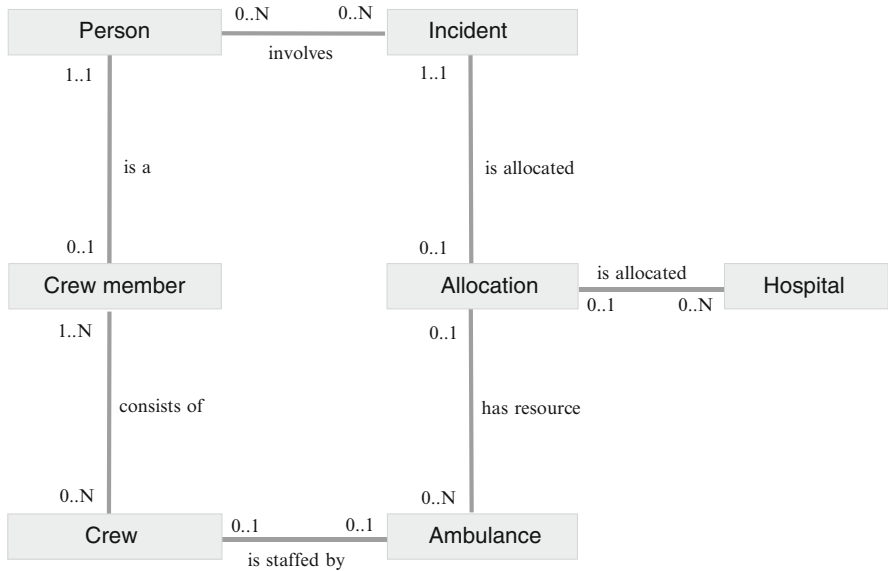 0..N 0..N
Person Incident
involves
1..1 1..1
is a is allocated
0..1 0..1
is allocated
Crew member Allocation Hospital
0..1 0..N
1..N 0..1
consists of has resource
0..N 0..N
0..1 0..1
Crew Ambulance
is staffed by